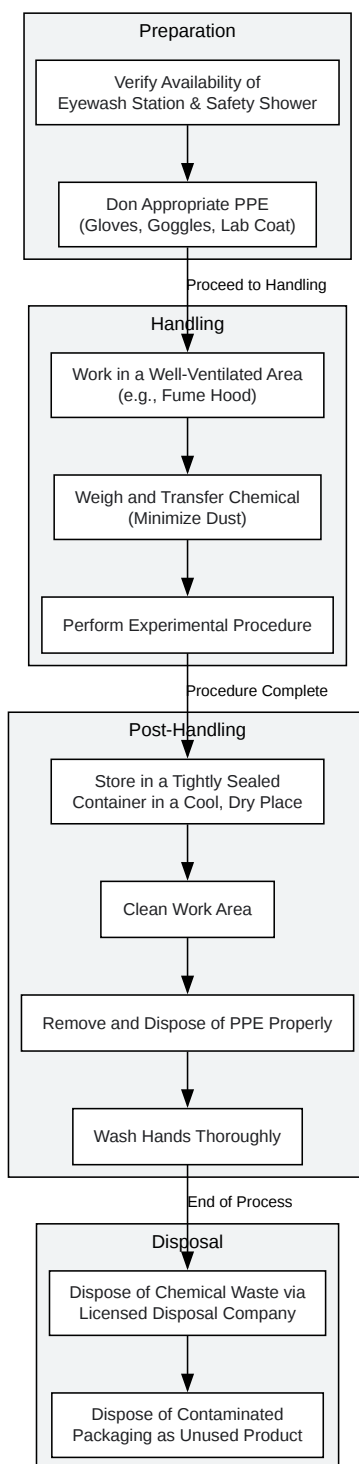 Preparation
Verify Availability of
Eyewash Station & Safety Shower
Don Appropriate PPE
(Gloves, Goggles, Lab Coat)
Proceed to Handling
Handling
Work in a Well-Ventilated Area
(e.g., Fume Hood)
Weigh and Transfer Chemical
(Minimize Dust)
Perform Experimental Procedure
Procedure Complete
Post-Handling
Store in a Tightly Sealed
Container in a Cool, Dry Place
Clean Work Area
Remove and Dispose of PPE Properly
Wash Hands Thoroughly
End of Process
Disposal
Dispose of Chemical Waste via
Licensed Disposal Company
Dispose of Contaminated
Packaging as Unused Product